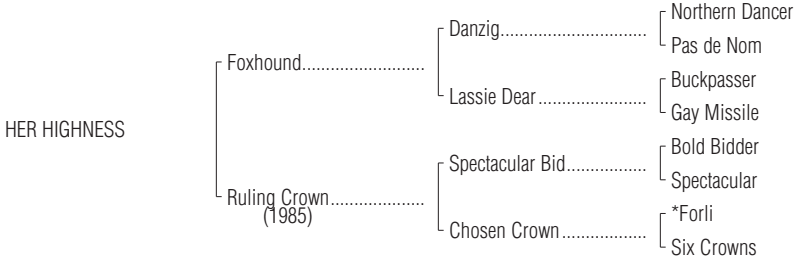 Northern Dancer
Danzig..............................
Pas de Nom
Foxhound..........................
Buckpasser
Lassie Dear.......................
Gay Missile
HER HIGHNESS
Bold Bidder
Spectacular Bid.................
Spectacular
Ruling Crown....................
(1985)
*Forli
Chosen Crown..................
Six Crowns